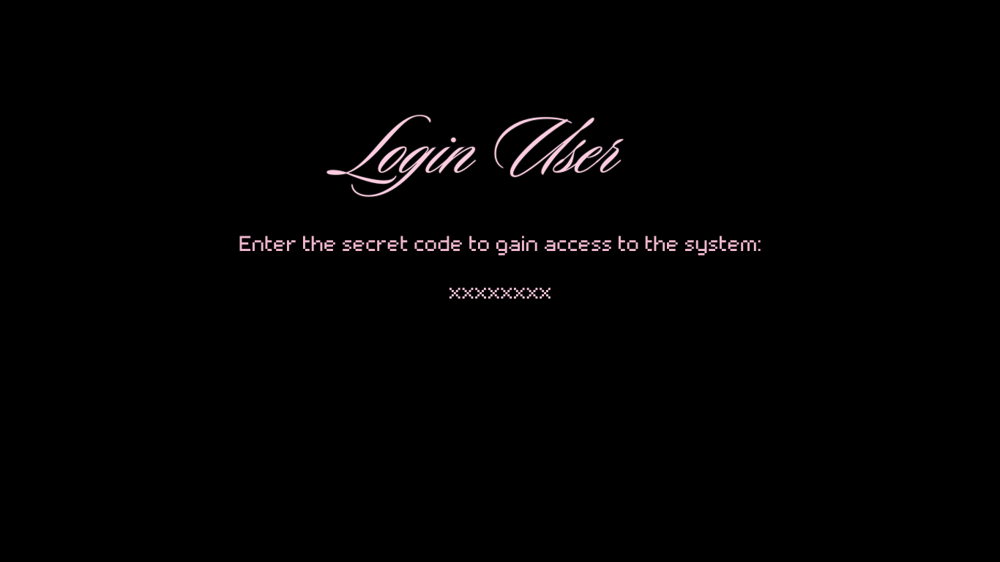 Login User
Enter the secret code to gain access to the system:
xxxxxxxx